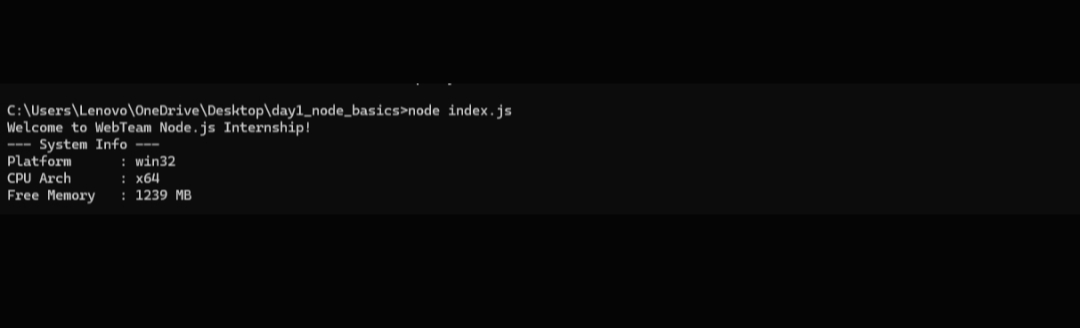 C:\Users\Lenovo\OneDrive\Desktop\day1_node_basics>node index.js
Welcome to WebTeam Node.js Internship!
--- System Info ---
Platform      : win32
CPU Arch      : x64
Free Memory   : 1239 MB